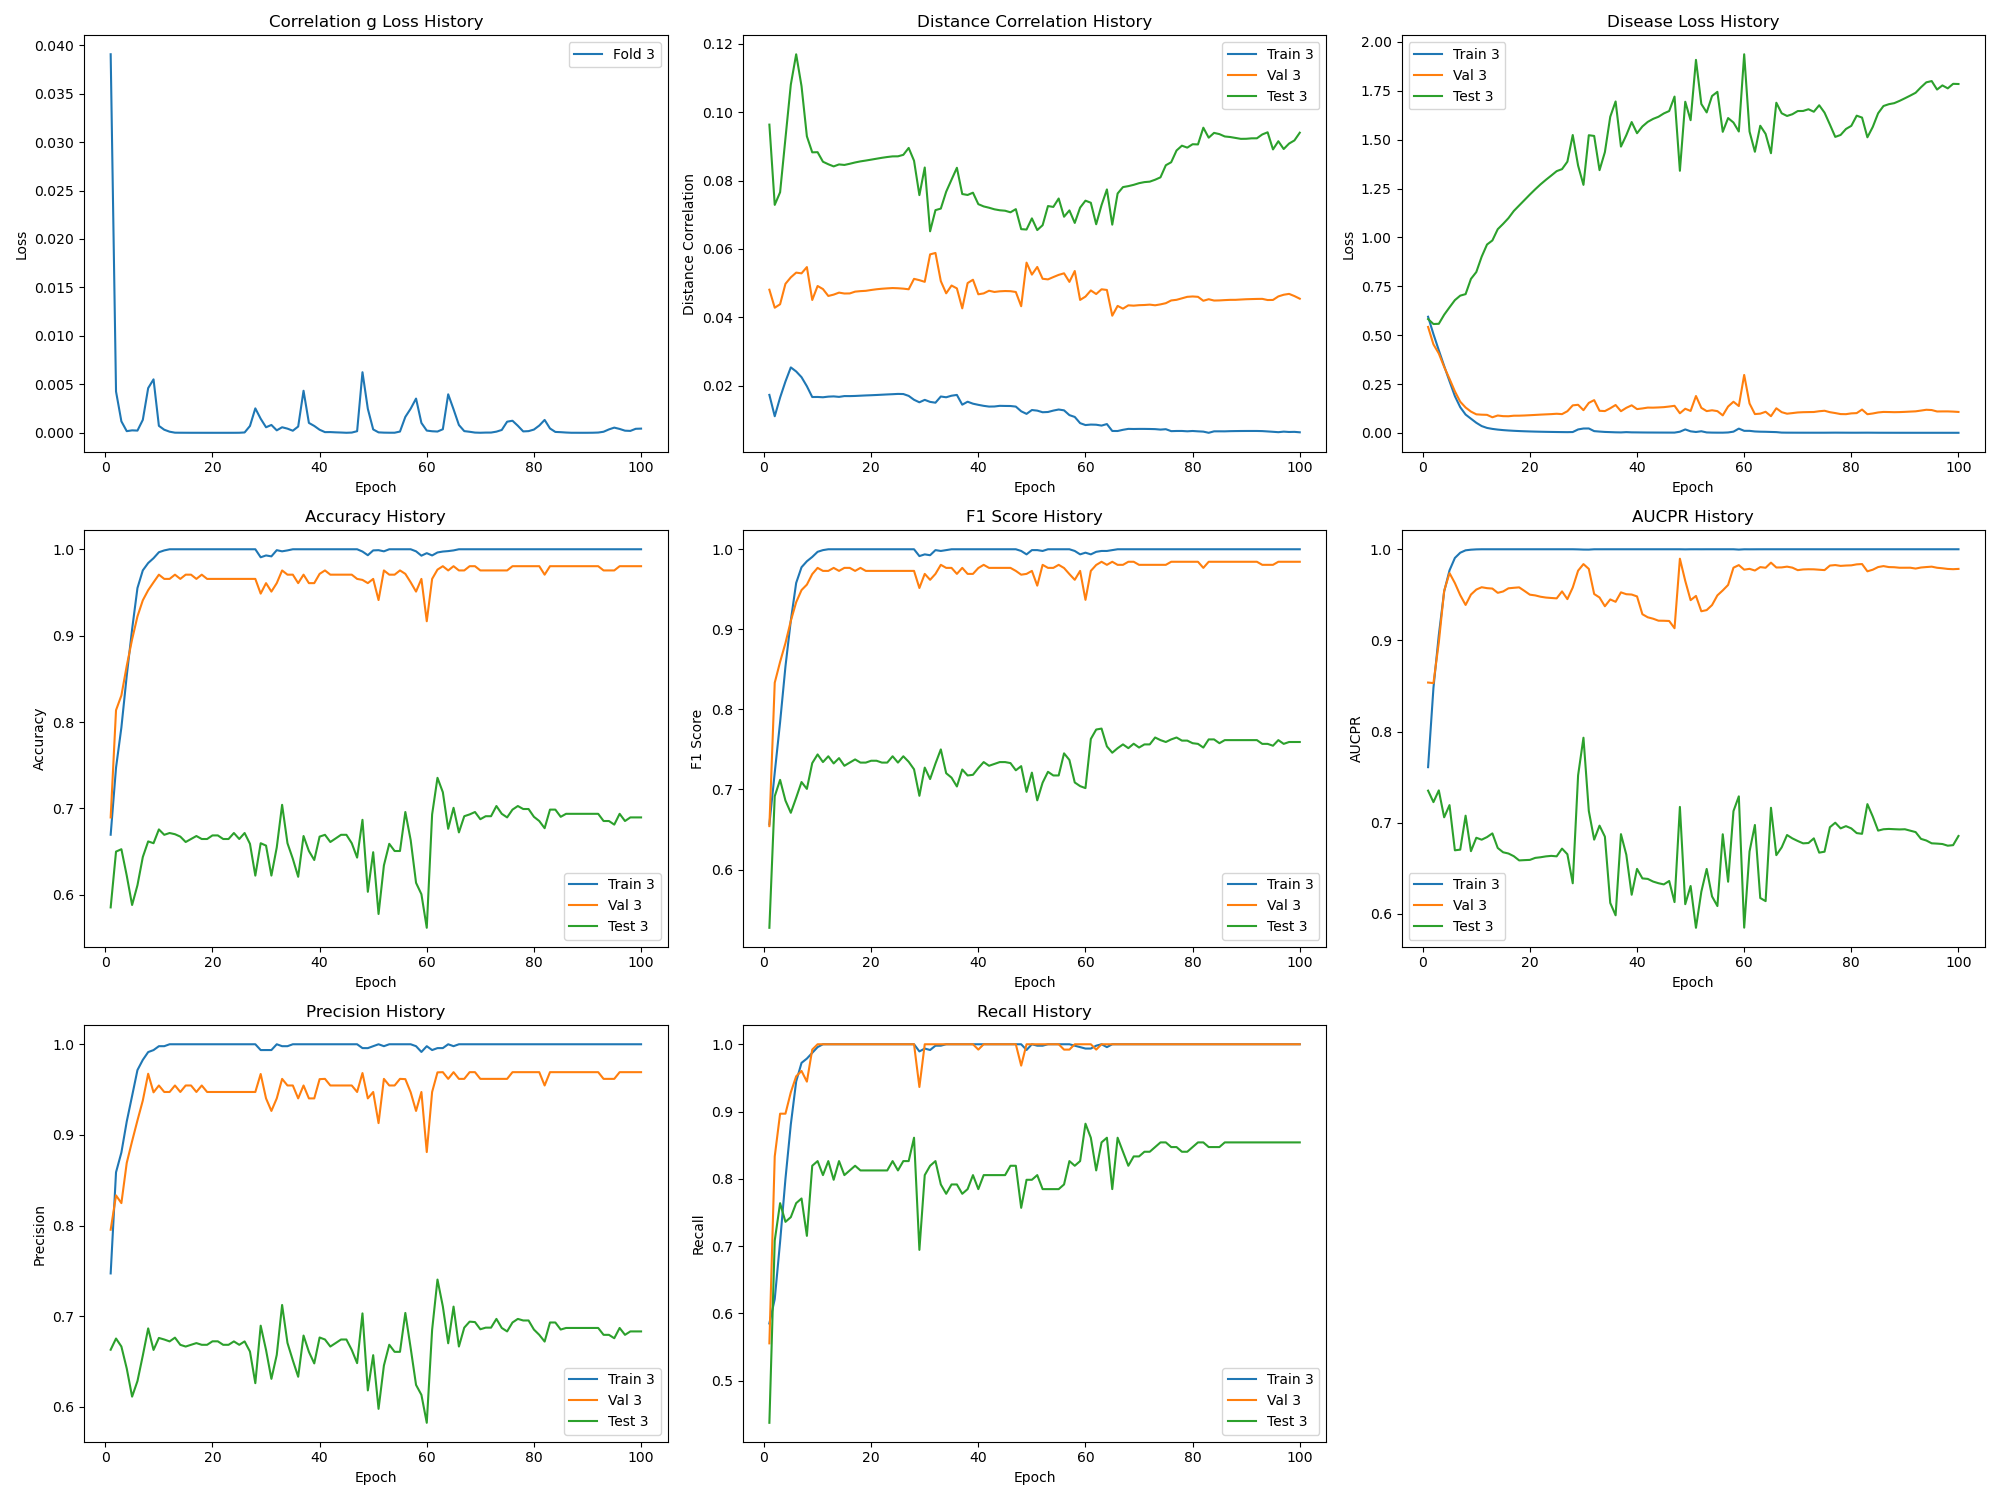 Correlation g Loss History
Loss
0.040
0.035
0.030
0.025
0.020
0.015
0.010
0.005
0.000
Fold 3
0 20 40 60 80 100
Epoch
Distance Correlation History
Distance Correlation
0.12
0.10
0.08
0.06
0.04
0.02
Train 3
Val 3
Test 3
0 20 40 60 80 100
Epoch
Disease Loss History
Loss
2.00
1.75
1.50
1.25
1.00
0.75
0.50
0.25
0.00
Train 3
Val 3
Test 3
0 20 40 60 80 100
Epoch
Accuracy History
Accuracy
1.0
0.9
0.8
0.7
0.6
Train 3
Val 3
Test 3
0 20 40 60 80 100
Epoch
F1 Score History
F1 Score
1.0
0.9
0.8
0.7
0.6
Train 3
Val 3
Test 3
0 20 40 60 80 100
Epoch
AUCPR History
AUCPR
1.0
0.9
0.8
0.7
0.6
Train 3
Val 3
Test 3
0 20 40 60 80 100
Epoch
Precision History
Precision
1.0
0.9
0.8
0.7
0.6
Train 3
Val 3
Test 3
0 20 40 60 80 100
Epoch
Recall History
Recall
1.0
0.9
0.8
0.7
0.6
0.5
Train 3
Val 3
Test 3
0 20 40 60 80 100
Epoch